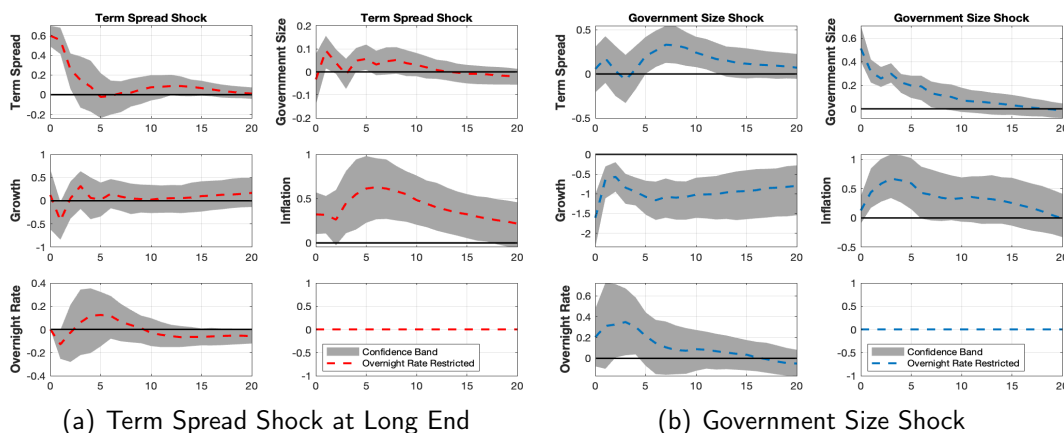 Term Spread Shock
Term Spread
0.6
0.4
0.2
0
-0.2
0 5 10 15 20
Term Spread Shock
Governmennt Size
0.2
0.1
0
-0.1
-0.2
0 5 10 15 20
Growth
1
0.5
0
-0.5
-1
0 5 10 15 20
Inflation
1
0.5
0
0 5 10 15 20
Overnight Rate
0.4
0.2
0
-0.2
-0.4
0 5 10 15 20
1
0.5
0
-0.5
-1
0 5 10 15 20
Confidence Band
Overnight Rate Restricted
(a) Term Spread Shock at Long End
Government Size Shock
Term Spread
0.5
0
-0.5
0 5 10 15 20
Government Size Shock
Government Size
0.6
0.4
0.2
0
0 5 10 15 20
Growth
0
-0.5
-1
-1.5
-2
0 5 10 15 20
Inflation
1
0.5
0
-0.5
0 5 10 15 20
Overnight Rate
0.6
0.4
0.2
0
0 5 10 15 20
1
0.5
0
-0.5
-1
0 5 10 15 20
Confidence Band
Overnight Rate Restricted
(b) Government Size Shock